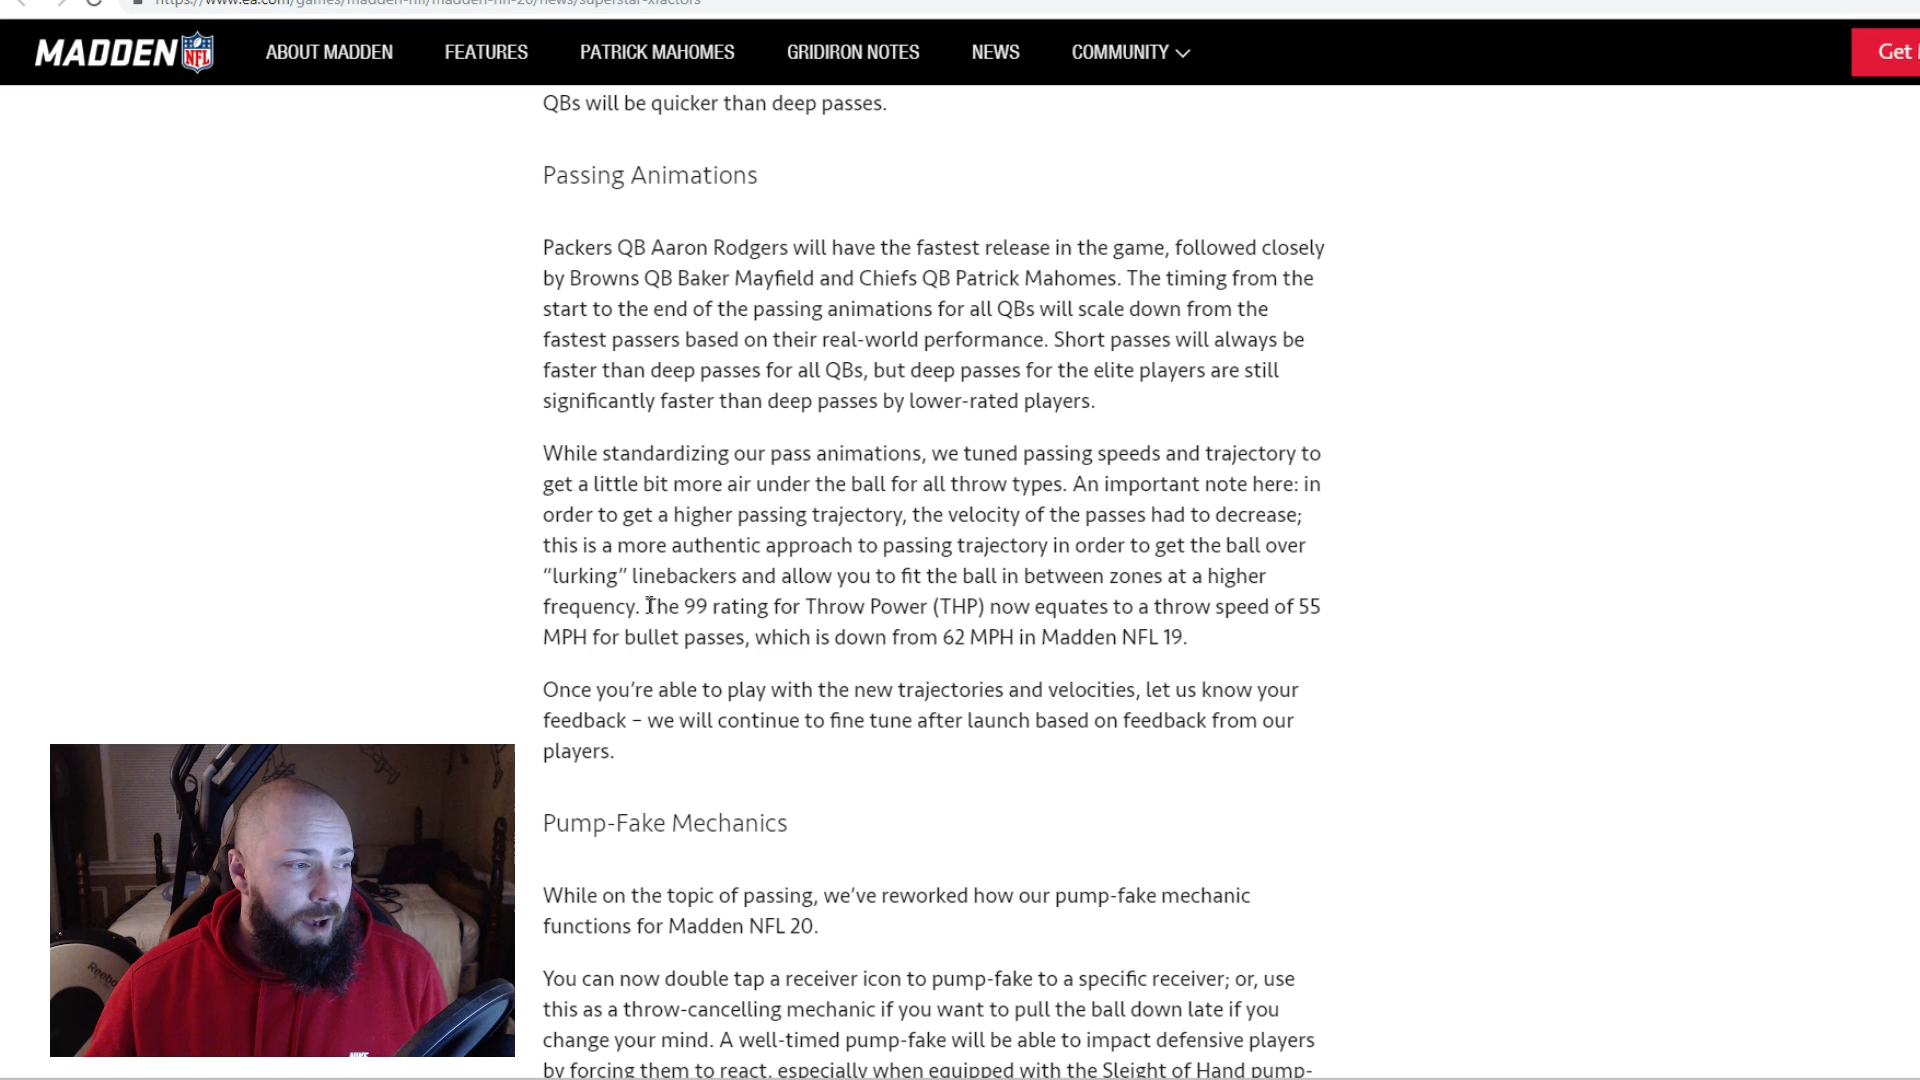 https://www.ea.com/games/madden-nfl/madden-nfl-20/news/superstar-xfactors
MADDEN NFL ABOUT MADDEN FEATURES PATRICK MAHOMES GRIDIRON NOTES NEWS COMMUNITY Get
QBs will be quicker than deep passes.
Passing Animations
Packers QB Aaron Rodgers will have the fastest release in the game, followed closely
by Browns QB Baker Mayfield and Chiefs QB Patrick Mahomes. The timing from the
start to the end of the passing animations for all QBs will scale down from the
fastest passers based on their real-world performance. Short passes will always be
faster than deep passes for all QBs, but deep passes for the elite players are still
significantly faster than deep passes by lower-rated players.
While standardizing our pass animations, we tuned passing speeds and trajectory to
get a little bit more air under the ball for all throw types. An important note here: in
order to get a higher passing trajectory, the velocity of the passes had to decrease;
this is a more authentic approach to passing trajectory in order to get the ball over
“lurking” linebackers and allow you to fit the ball in between zones at a higher
frequency. The 99 rating for Throw Power (THP) now equates to a throw speed of 55
MPH for bullet passes, which is down from 62 MPH in Madden NFL 19.
Once you’re able to play with the new trajectories and velocities, let us know your
feedback – we will continue to fine tune after launch based on feedback from our
players.
Pump-Fake Mechanics
While on the topic of passing, we’ve reworked how our pump-fake mechanic
functions for Madden NFL 20.
You can now double tap a receiver icon to pump-fake to a specific receiver; or, use
this as a throw-cancelling mechanic if you want to pull the ball down late if you
change your mind. A well-timed pump-fake will be able to impact defensive players
by forcing them to react, especially when equipped with the Sleight of Hand pump-
Reebok
NIKE